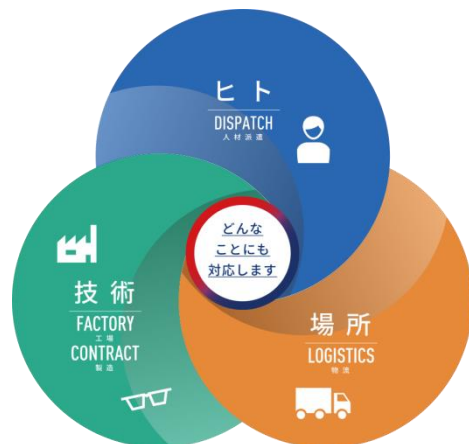 ヒト
DISPATCH
人材派遣
どんな
ことにも
対応します
技術
FACTORY
工場
CONTRACT
製造
場所
LOGISTICS
物流